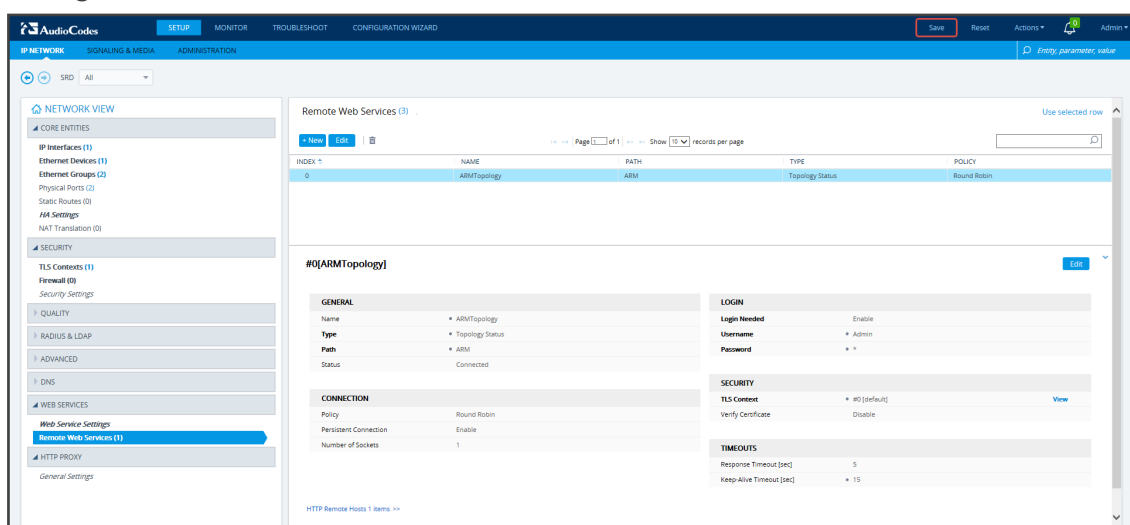 AudioCodes SETUP MONITOR TROUBLESHOOT CONFIGURATION WIZARD Save Reset Actions 0 Admin
IP NETWORK SIGNALING & MEDIA ADMINISTRATION Entity, parameter, value
SRD All
NETWORK VIEW
CORE ENTITIES
IP Interfaces (1)
Ethernet Devices (1)
Ethernet Groups (2)
Physical Ports (2)
Static Routes (0)
HA Settings
NAT Translation (0)
SECURITY
TLS Contexts (1)
Firewall (0)
Security Settings
QUALITY
RADIUS & LDAP
ADVANCED
DNS
WEB SERVICES
Web Service Settings
Remote Web Services (1)
HTTP PROXY
General Settings
Remote Web Services (3) .
Use selected row
+ New Edit Page 1 of 1 Show 10 records per page
INDEX NAME PATH TYPE POLICY
0 ARMTopology ARM Topology Status Round Robin
#0[ARMTopology] Edit
GENERAL
Name ARMTopology
Type Topology Status
Path ARM
Status Connected
CONNECTION
Policy Round Robin
Persistent Connection Enable
Number of Sockets 1
LOGIN
Login Needed Enable
Username Admin
Password *
SECURITY
TLS Context #0 [default] View
Verify Certificate Disable
TIMEOUTS
Response Timeout [sec] 5
Keep-Alive Timeout [sec] 15
HTTP Remote Hosts 1 items >>